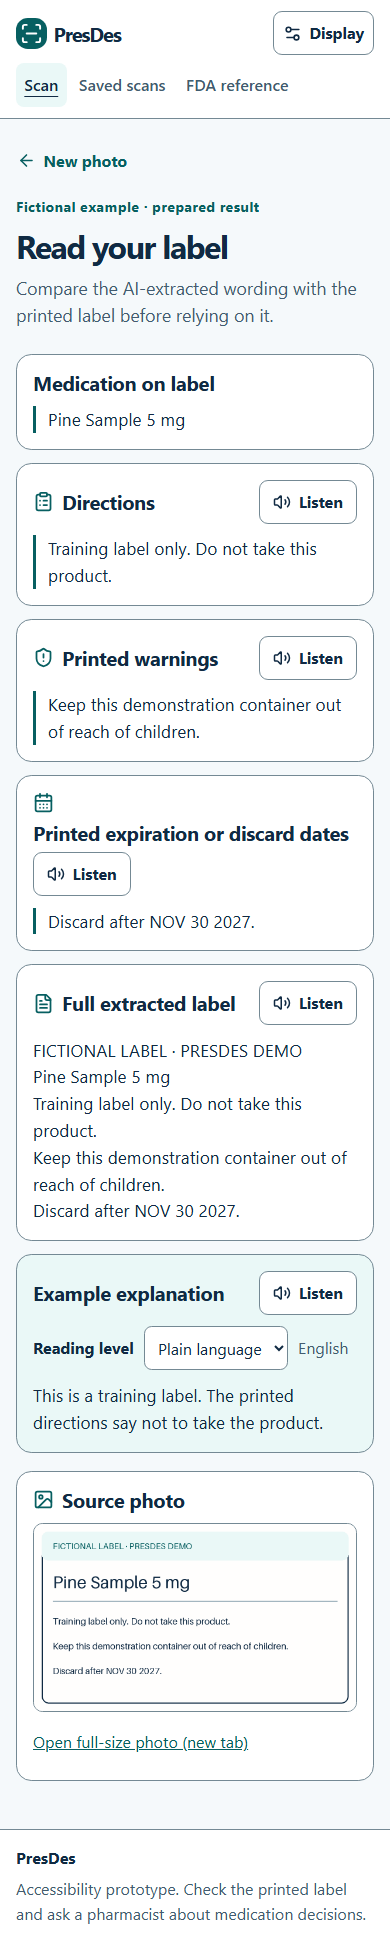 PresDes
Display
Scan
Saved scans
FDA reference
New photo
Fictional example · prepared result
Read your label
Compare the AI-extracted wording with the
printed label before relying on it.
Medication on label
Pine Sample 5 mg
Directions
Listen
Training label only. Do not take this
product.
Printed warnings
Listen
Keep this demonstration container out
of reach of children.
Printed expiration or discard dates
Listen
Discard after NOV 30 2027.
Full extracted label
Listen
FICTIONAL LABEL · PRESDES DEMO
Pine Sample 5 mg
Training label only. Do not take this
product.
Keep this demonstration container out of
reach of children.
Discard after NOV 30 2027.
Example explanation
Listen
Reading level
Plain language
English
This is a training label. The printed
directions say not to take the product.
Source photo
FICTIONAL LABEL · PRESDES DEMO
Pine Sample 5 mg
Training label only. Do not take this product.
Keep this demonstration container out of reach of children.
Discard after NOV 30 2027.
Open full-size photo (new tab)
PresDes
Accessibility prototype. Check the printed label
and ask a pharmacist about medication decisions.